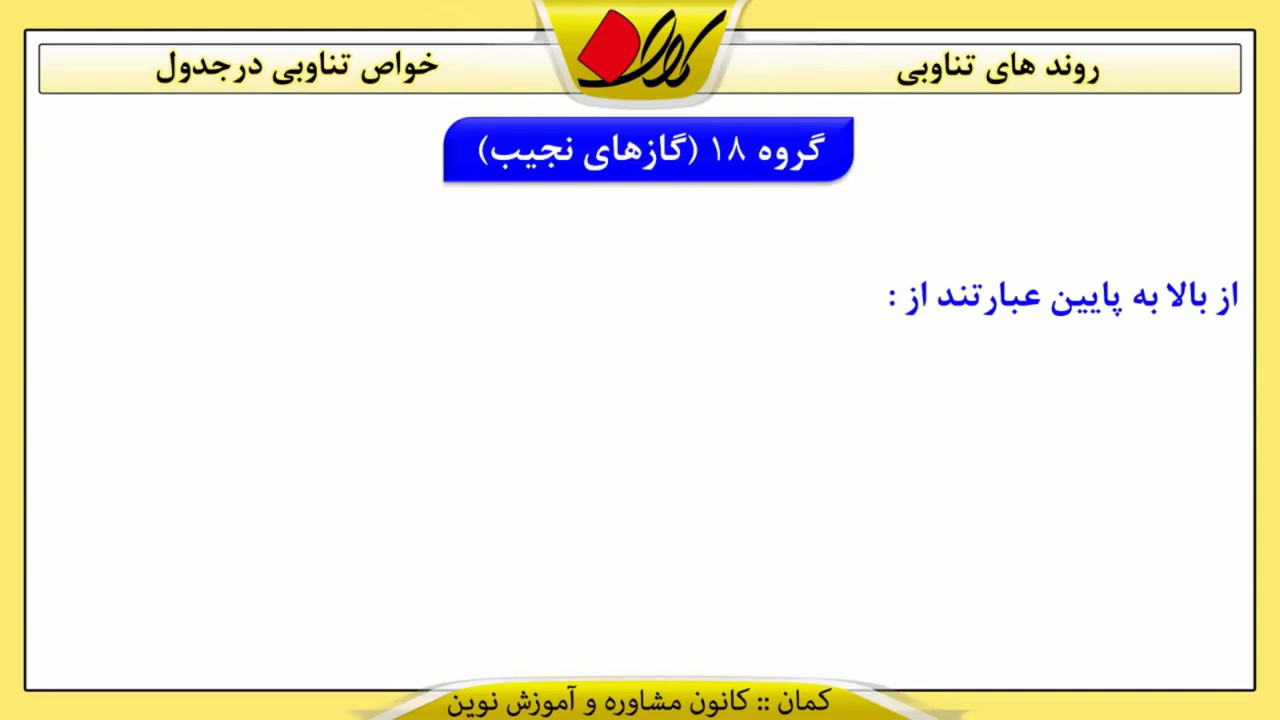 روند های تناوبی
خواص تناوبی درجدول
گروه ۱۸ (گازهای نجیب)
از بالا به پایین عبارتند از :
کمان :: کانون مشاوره و آموزش نوین